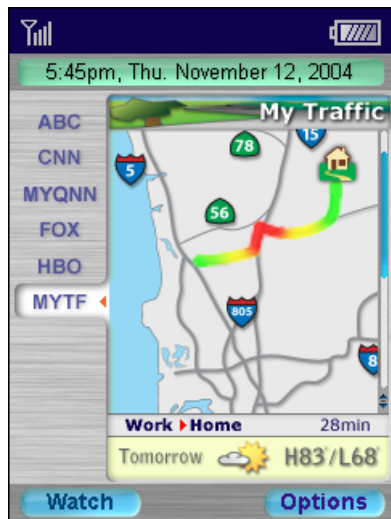 5:45pm, Thu. November 12, 2004
ABC
CNN
MYQNN
FOX
HBO
MYTF
My Traffic
15
78
5
56
805
8
Work Home 28min
Tomorrow H83°/L68°
Watch Options